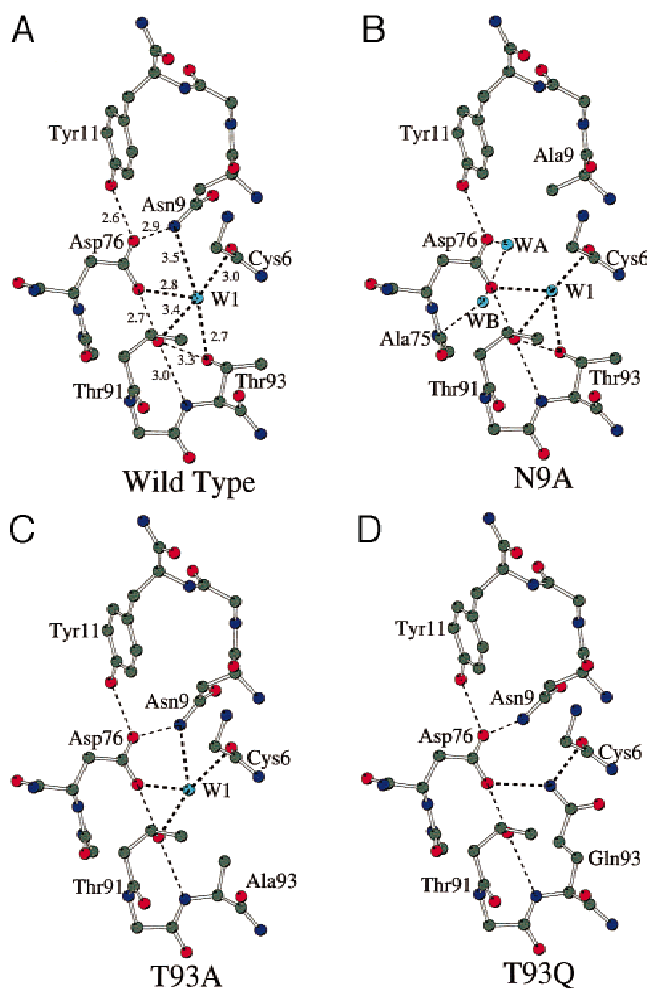 A
Tyr11
Asn9
2.6
2.9
Asp76
3.5
3.0
Cys6
2.8
W1
3.4
2.7
2.7
3.3
Thr93
3.0
Thr91
Wild Type
B
Tyr11
Ala9
Asp76
WA
Cys6
W1
WB
Ala75
Thr93
Thr91
N9A
C
Tyr11
Asn9
Asp76
Cys6
W1
Thr91
Ala93
T93A
D
Tyr11
Asn9
Asp76
Cys6
Gln93
Thr91
T93Q